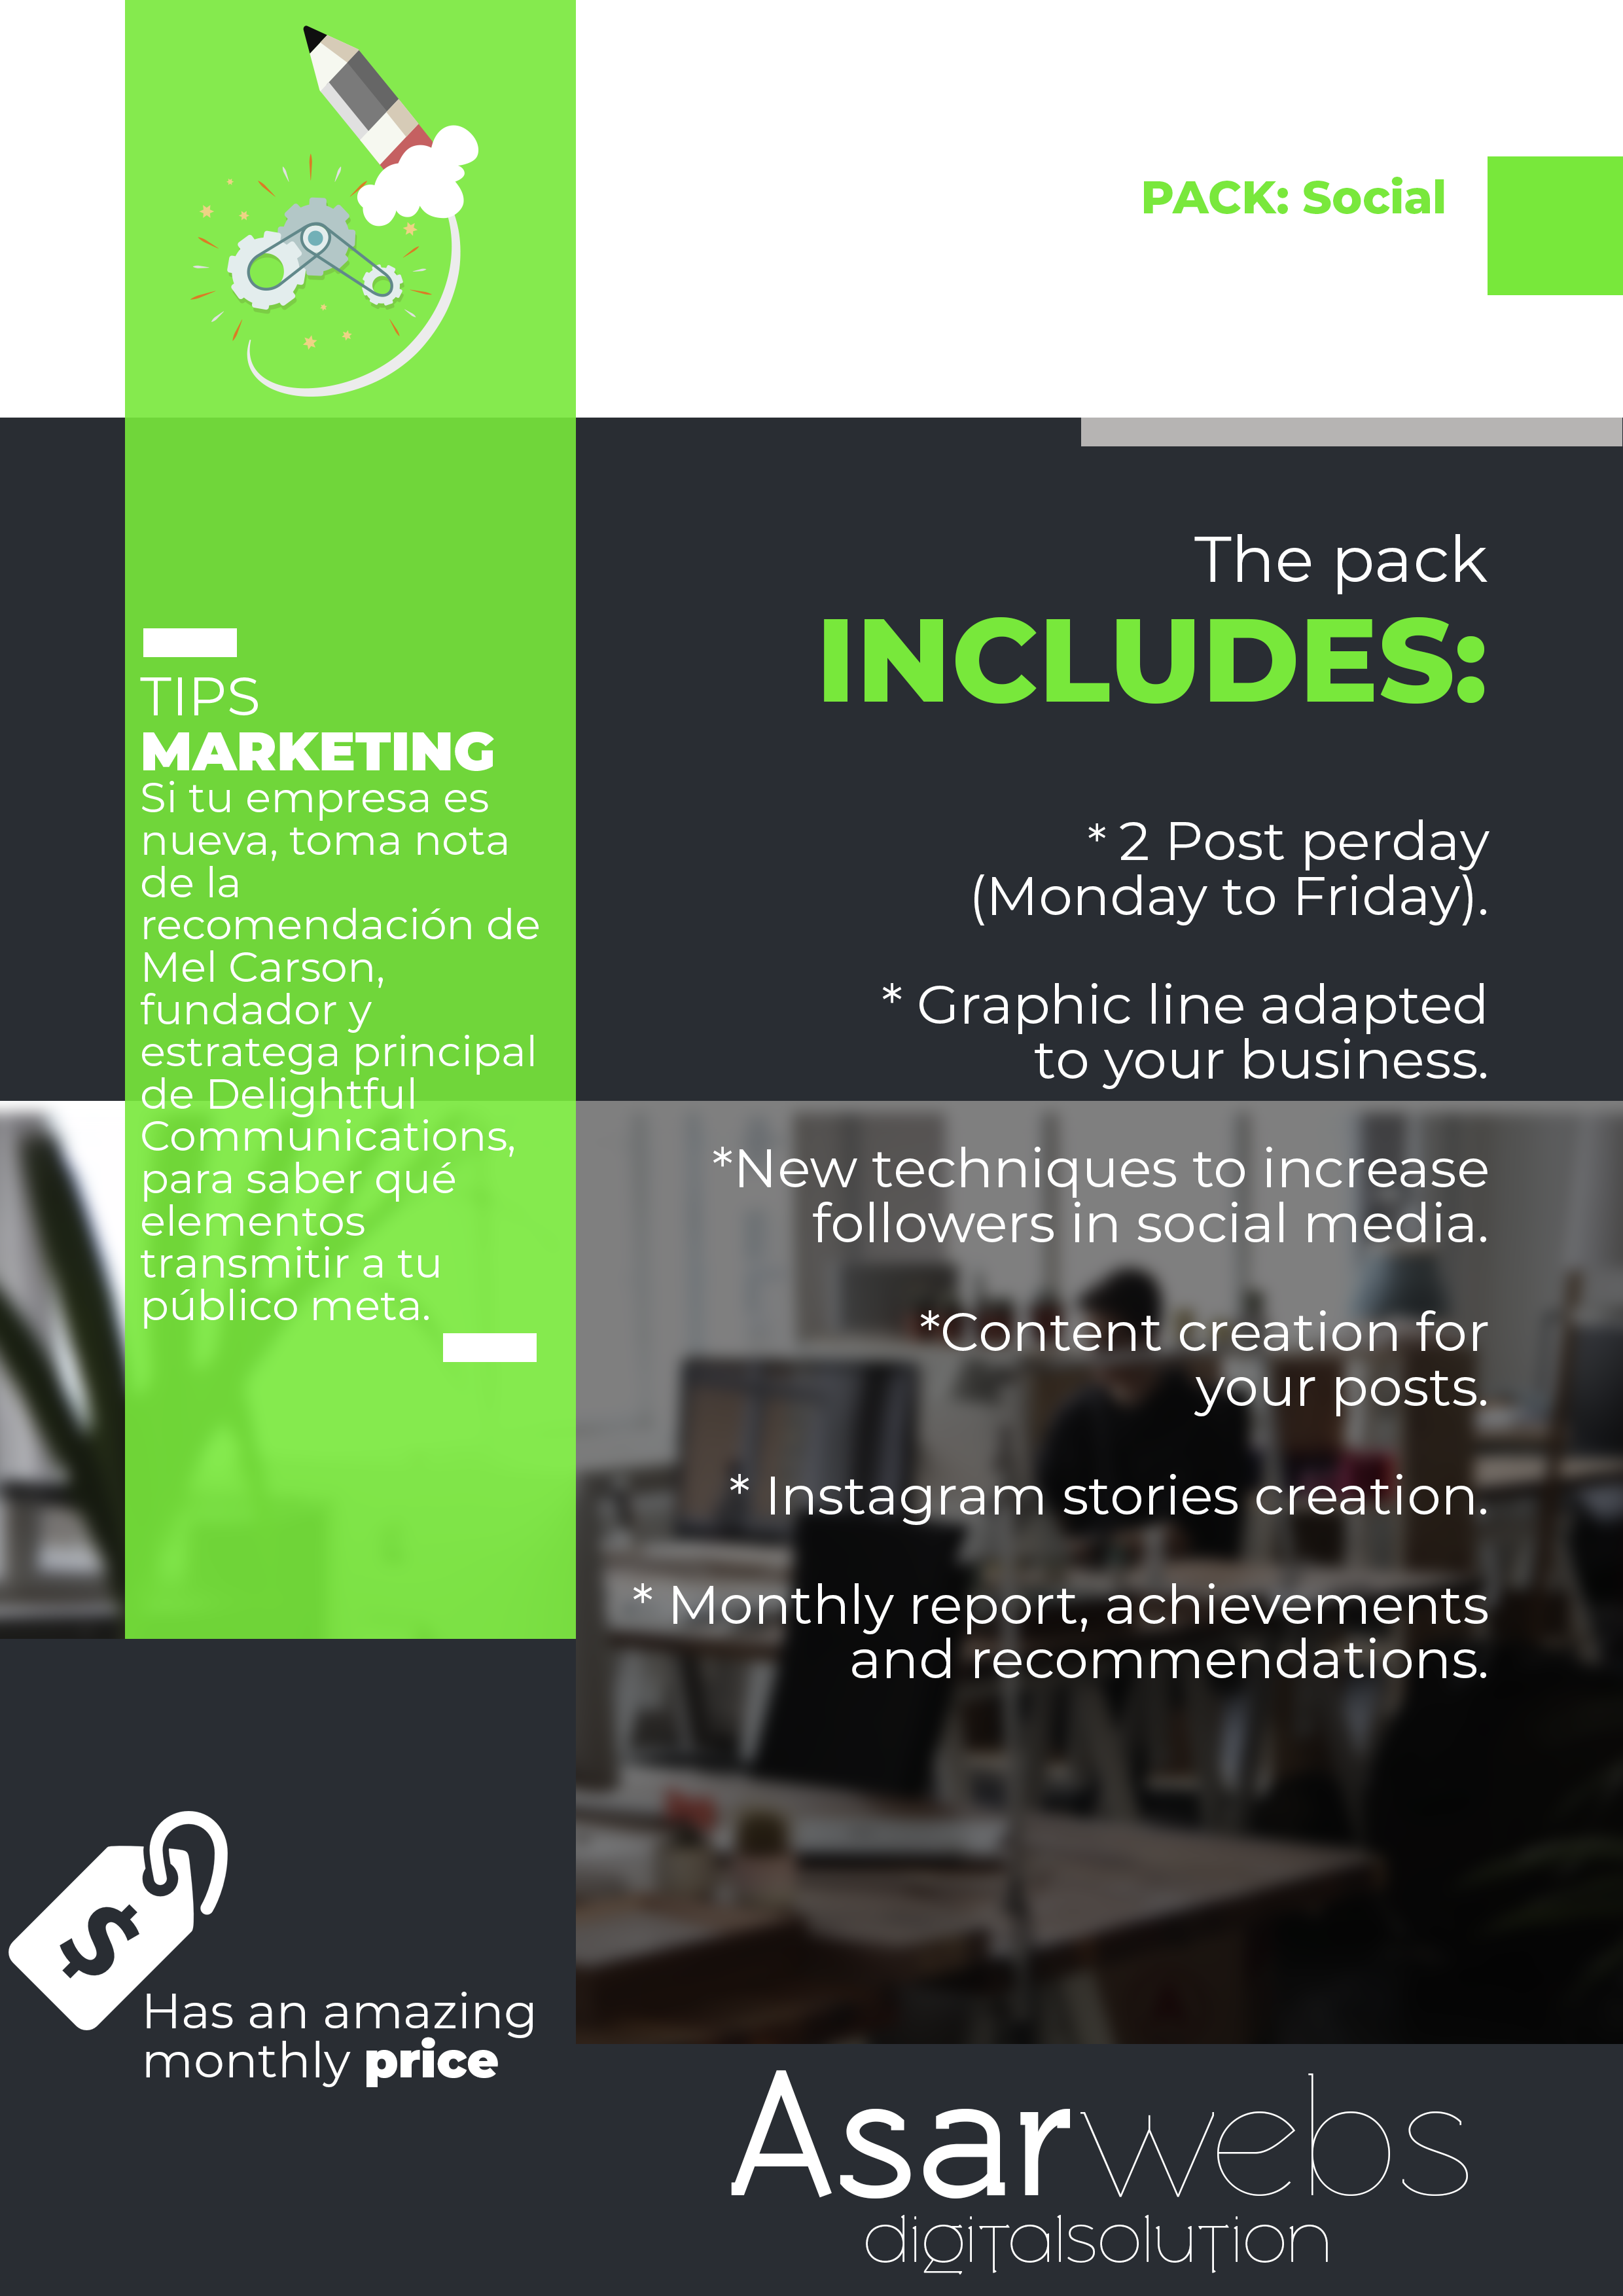 PACK: Social
The pack
INCLUDES:
* 2 Post perday
(Monday to Friday).
* Graphic line adapted
to your business.
*New techniques to increase
followers in social media.
*Content creation for
your posts.
* Instagram stories creation.
* Monthly report, achievements
and recommendations.
TIPS
MARKETING
Si tu empresa es
nueva, toma nota
de la
recomendación de
Mel Carson,
fundador y
estratega principal
de Delightful
Communications,
para saber qué
elementos
transmitir a tu
público meta.
$
Has an amazing
monthly price
Asarwebs
digitalsolution